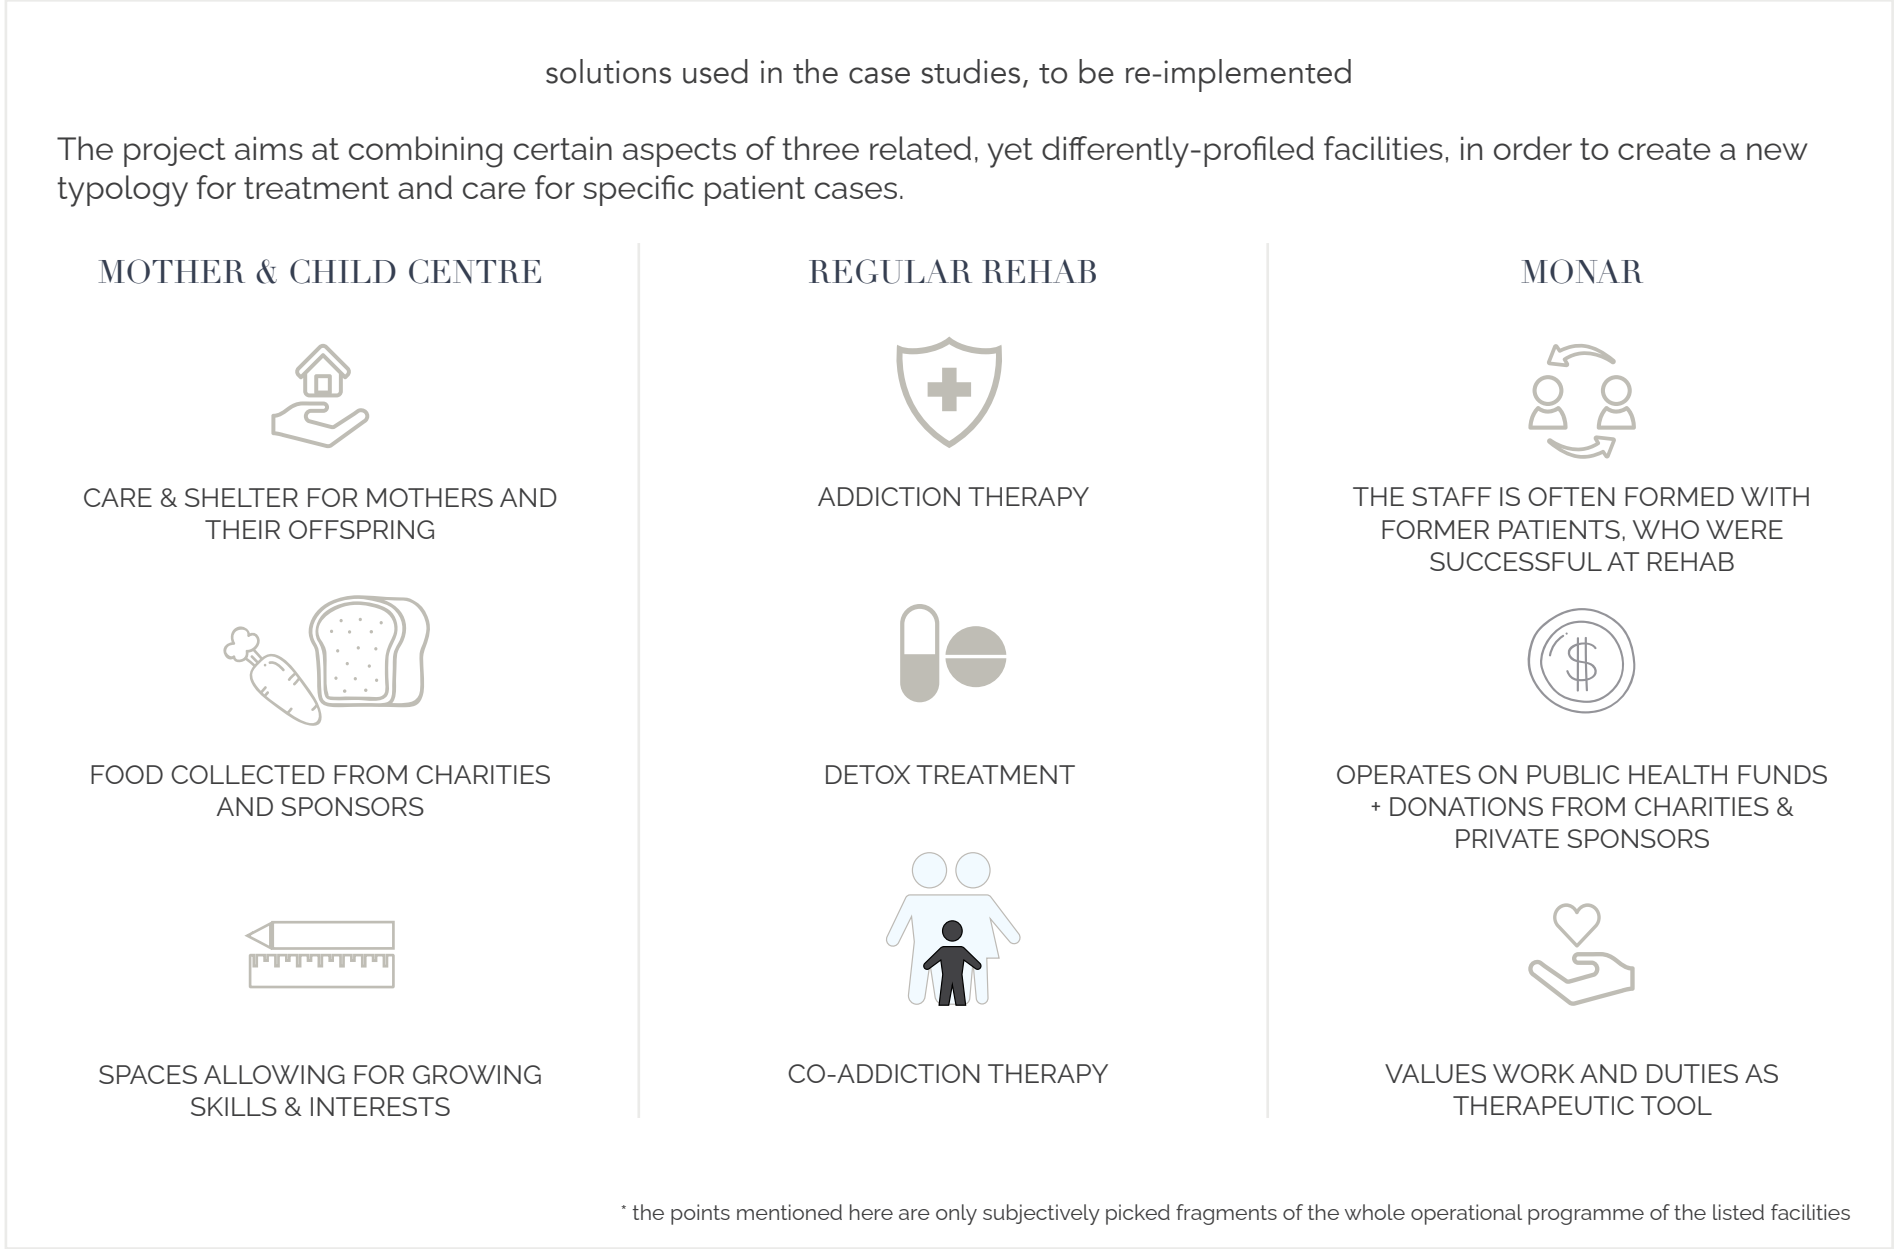 solutions used in the case studies, to be re-implemented
The project aims at combining certain aspects of three related, yet differently-profiled facilities, in order to create a new
typology for treatment and care for specific patient cases.
MOTHER & CHILD CENTRE
CARE & SHELTER FOR MOTHERS AND
THEIR OFFSPRING
FOOD COLLECTED FROM CHARITIES
AND SPONSORS
SPACES ALLOWING FOR GROWING
SKILLS & INTERESTS
REGULAR REHAB
ADDICTION THERAPY
DETOX TREATMENT
CO-ADDICTION THERAPY
MONAR
THE STAFF IS OFTEN FORMED WITH
FORMER PATIENTS, WHO WERE
SUCCESSFUL AT REHAB
$
OPERATES ON PUBLIC HEALTH FUNDS
+ DONATIONS FROM CHARITIES &
PRIVATE SPONSORS
VALUES WORK AND DUTIES AS
THERAPEUTIC TOOL
* the points mentioned here are only subjectively picked fragments of the whole operational programme of the listed facilities